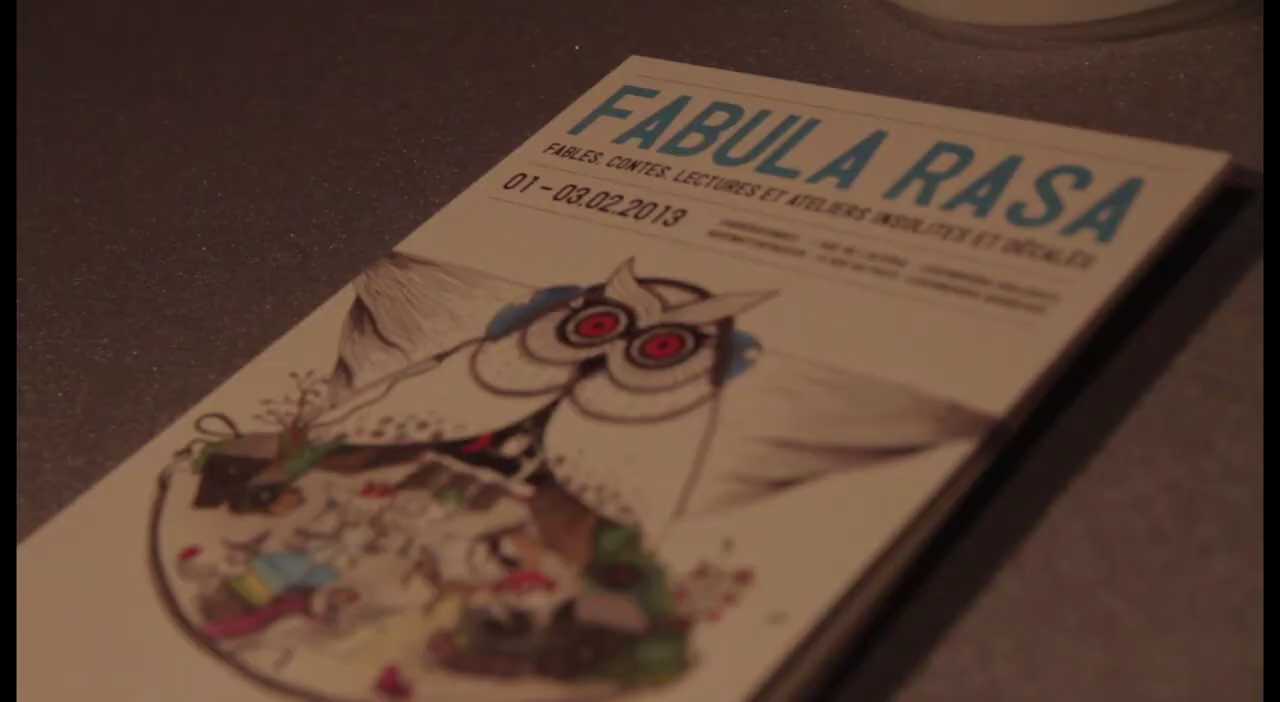 FABULA RASA
FABLES, CONTES, LECTURES ET ATELIERS INSOLITES ET DÉCALÉS
01 - 03.02.2013